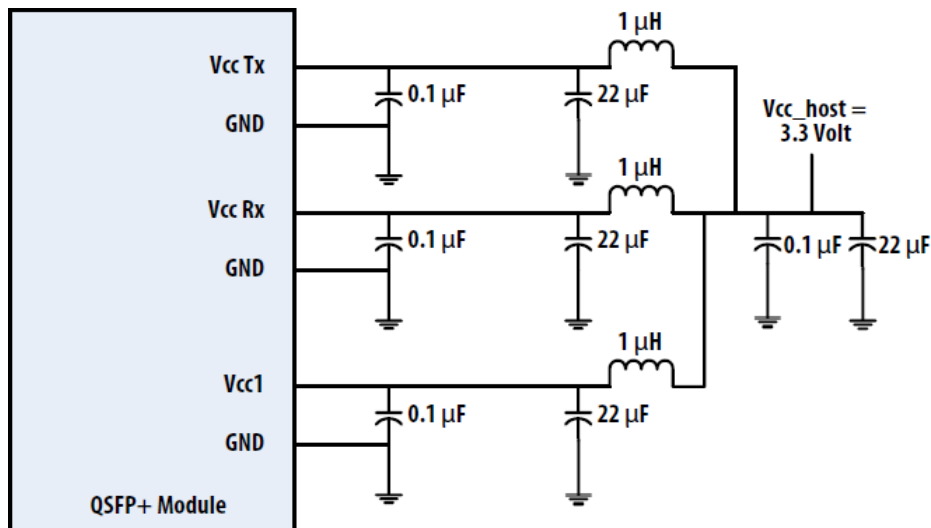 1 µH
Vcc Tx
0.1 µF
22 µF
GND
Vcc_host =
3.3 Volt
1 µH
Vcc Rx
0.1 µF
22 µF
0.1 µF
22 µF
GND
1 µH
Vcc1
0.1 µF
22 µF
GND
QSFP+ Module